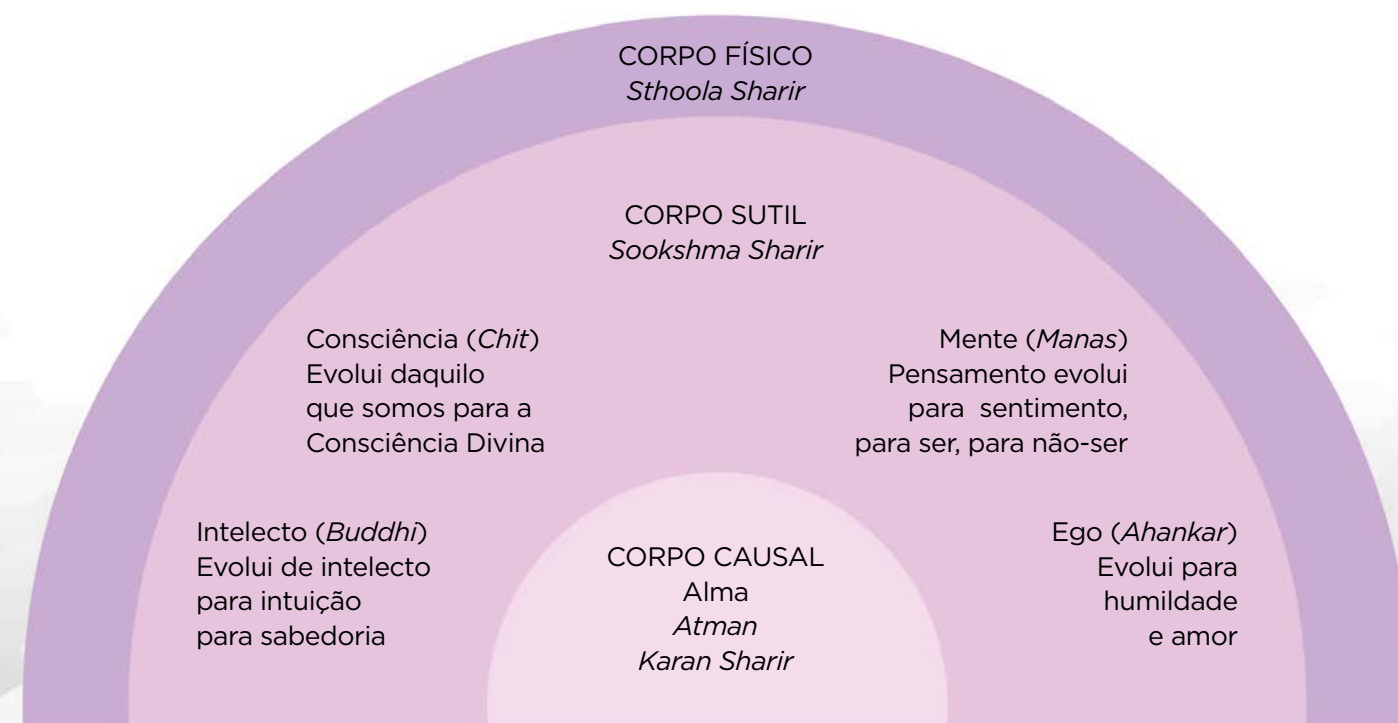 CORPO FÍSICO
Sthoola Sharir
CORPO SUTIL
Sookshma Sharir
Consciência (Chit)
Evolui daquilo
que somos para a
Consciência Divina
Mente (Manas)
Pensamento evolui
para sentimento,
para ser, para não-ser
Intelecto (Buddhi)
Evolui de intelecto
para intuição
para sabedoria
CORPO CAUSAL
Alma
Atman
Karan Sharir
Ego (Ahankar)
Evolui para
humildade
e amor